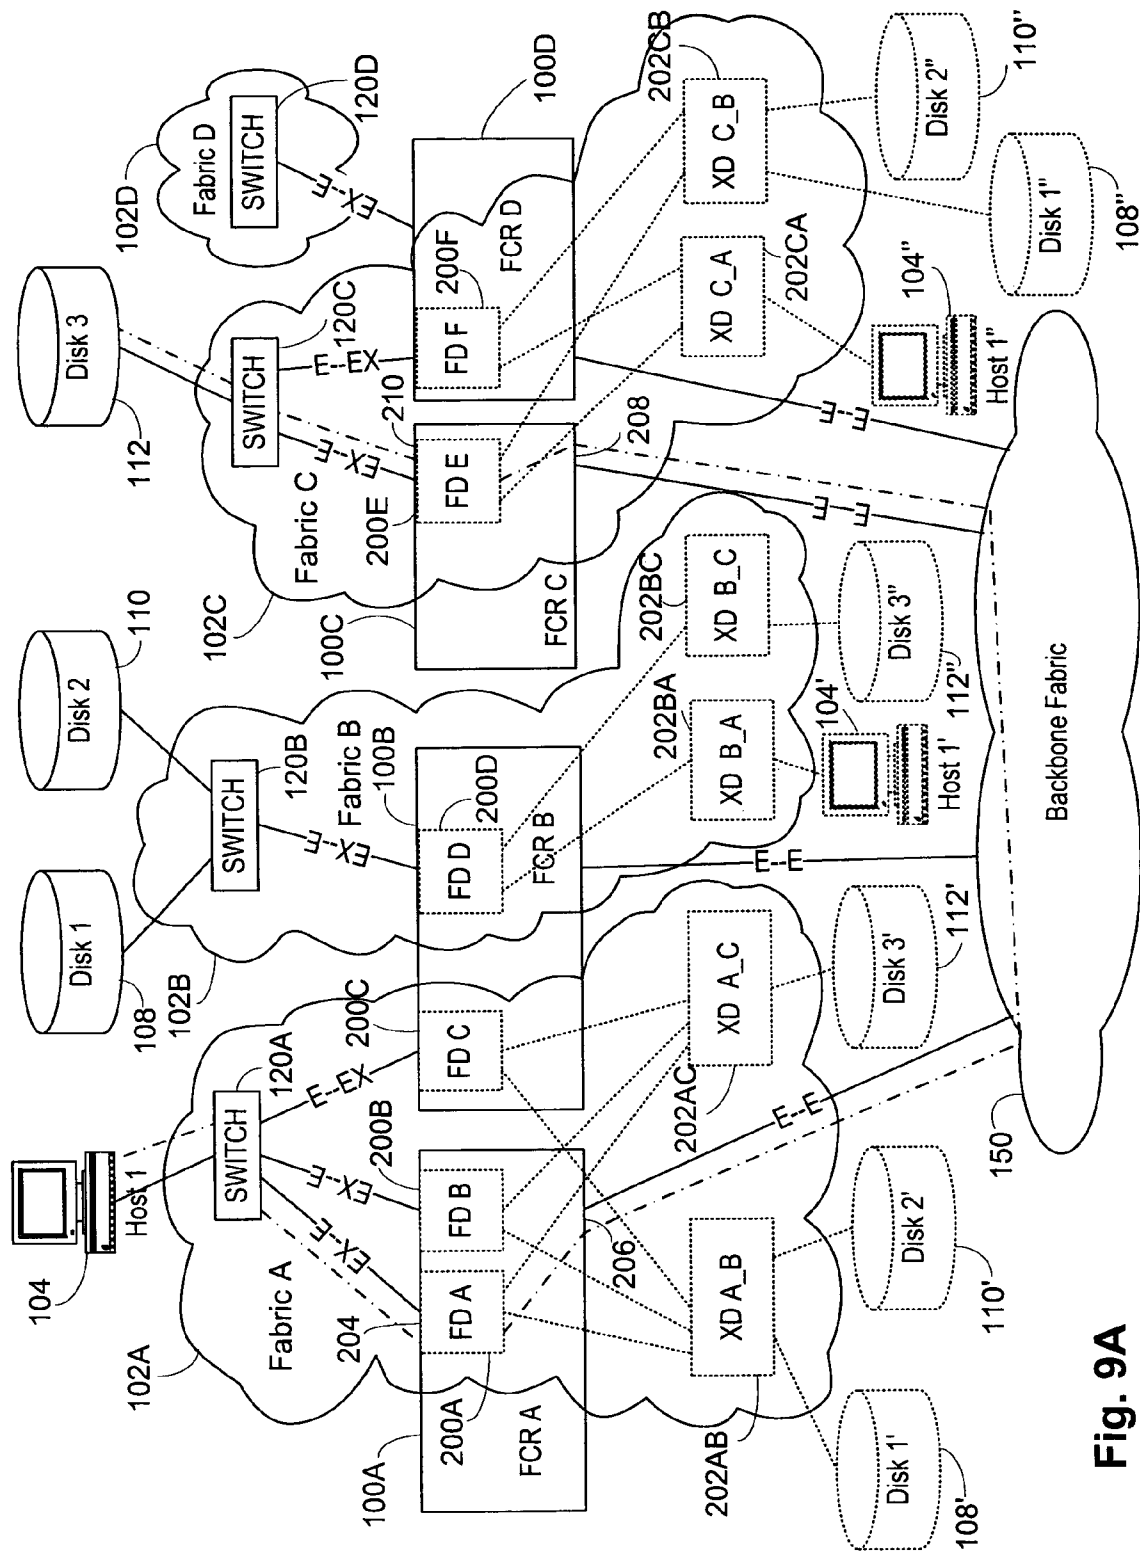 104
Host 1
102A
Fabric A
SWITCH
120A
E
EX
E
EX
E
EX
204
100A
200A
FD A
FCR A
200B
FD B
200C
FD C
206
202AB
XD A_B
202AC
XD A_C
Disk 1'
108'
Disk 2'
110'
Disk 3'
112'
E
E
Disk 1
108
Disk 2
110
102B
SWITCH
120B
Fabric B
100B
E
EX
FD D
200D
FCR B
202BA
XD B_A
202BC
XD B_C
E
E
104'
Host 1'
Disk 3"
112"
Disk 3
112
102C
Fabric C
SWITCH
120C
E
EX
E
EX
100C
200E
210
FD E
FCR C
208
200F
FD F
FCR D
100D
102D
Fabric D
SWITCH
120D
E
EX
XD C_A
202CA
XD C_B
202CB
E
E
E
E
104"
Host 1"
Disk 1"
108"
Disk 2"
110"
150
Backbone Fabric
Fig. 9A